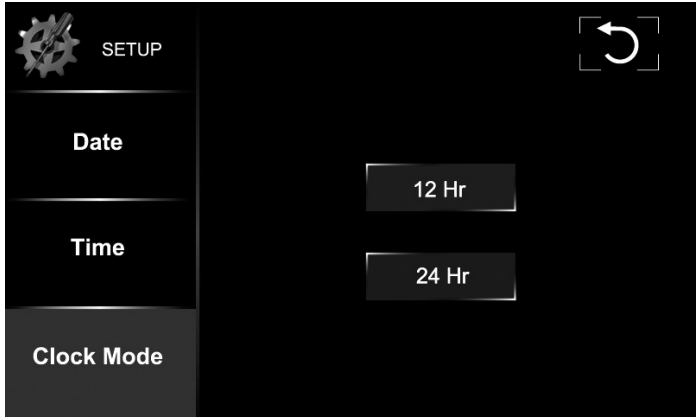 SETUP
Date
Time
Clock Mode
12 Hr
24 Hr